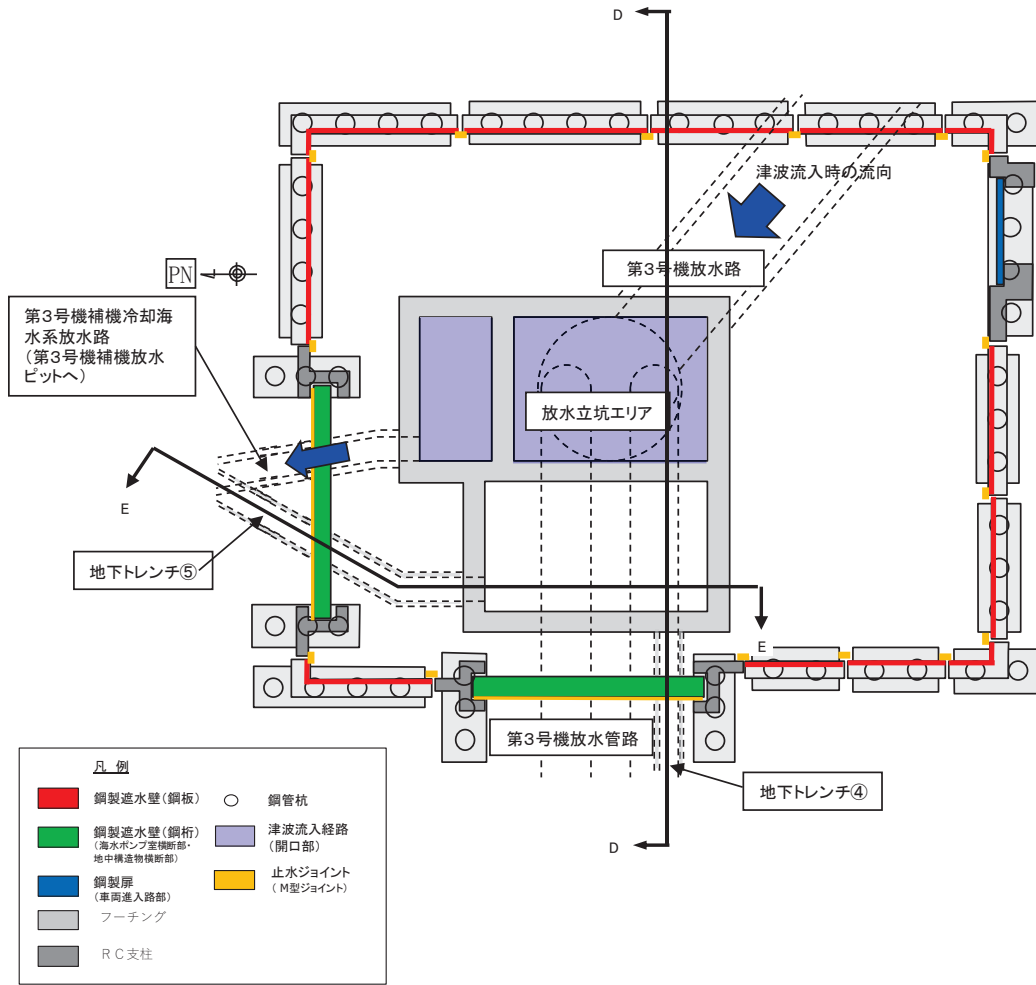 D
津波流入時の流向
第3号機放水路
PN
第3号機補機冷却海
水系放水路
(第3号機補機放水
ピットへ)
放水立坑エリア
E
地下トレンチ⑤
E
第3号機放水管路
地下トレンチ④
D
凡 例
鋼製遮水壁(鋼板)
鋼製遮水壁(鋼桁)
(海水ポンプ室横断部・
地中構造物横断部)
鋼製扉
(車両進入路部)
フーチング
RC支柱
鋼管杭
津波流入経路
(開口部)
止水ジョイント
(M型ジョイント)